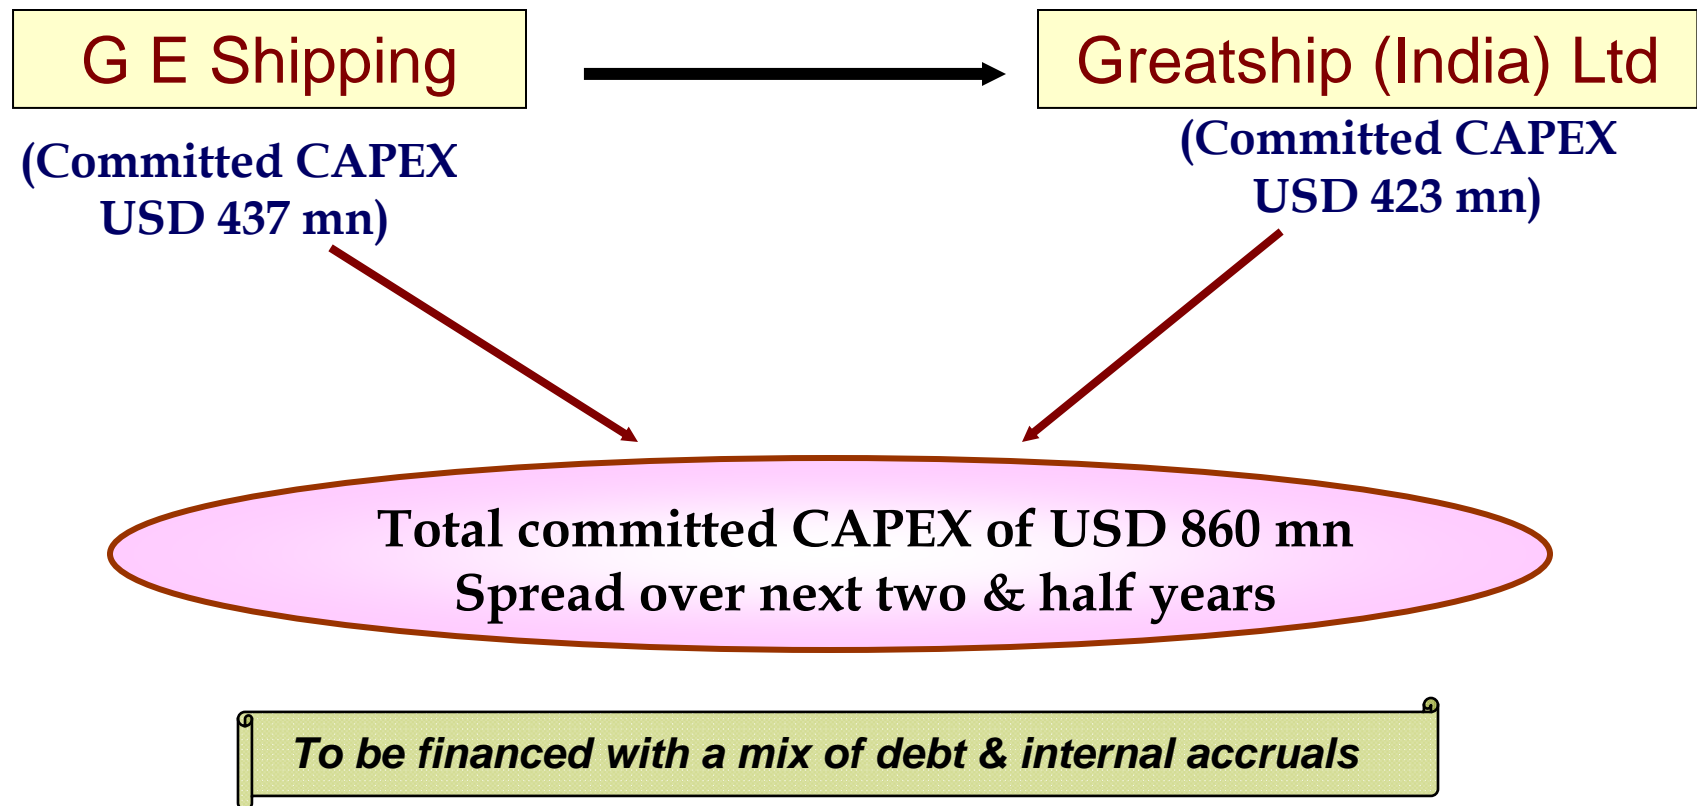 G E Shipping
(Committed CAPEX
USD 437 mn)
Greatship (India) Ltd
(Committed CAPEX
USD 423 mn)
Total committed CAPEX of USD 860 mn
Spread over next two & half years
To be financed with a mix of debt & internal accruals